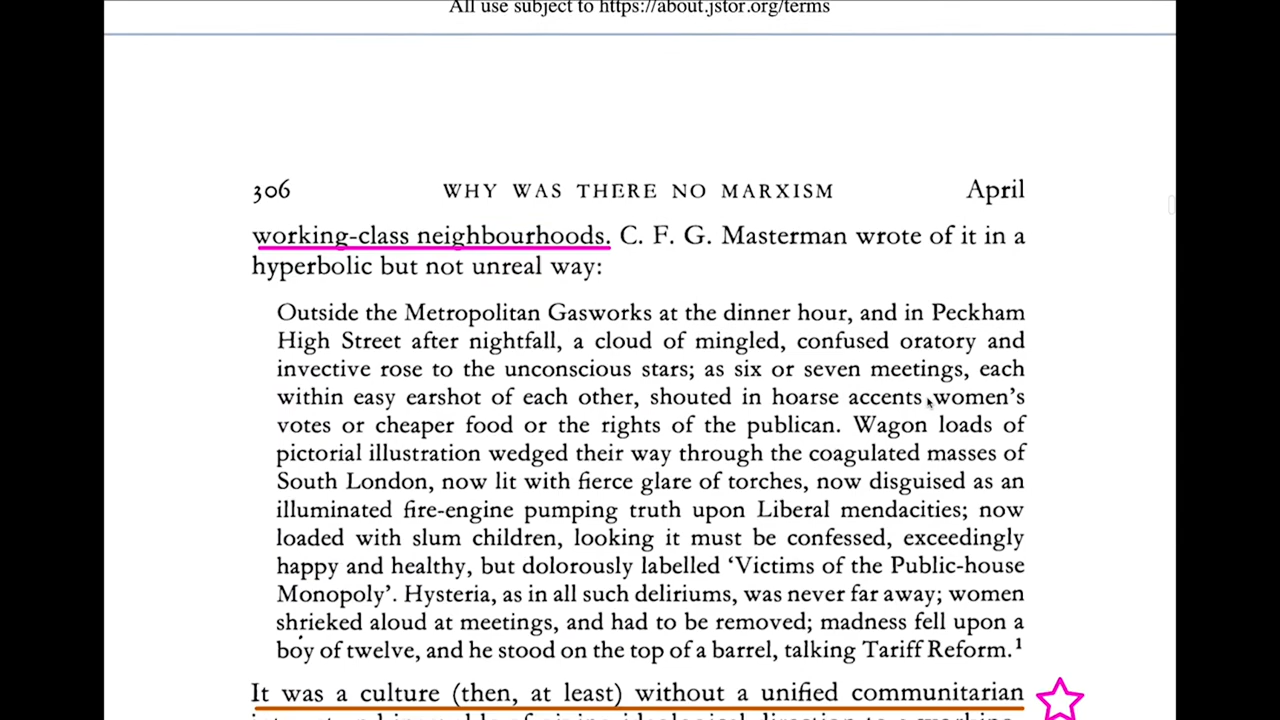 All use subject to https://about.jstor.org/terms
306 WHY WAS THERE NO MARXISM April
working-class neighbourhoods. C. F. G. Masterman wrote of it in a
hyperbolic but not unreal way:
Outside the Metropolitan Gasworks at the dinner hour, and in Peckham
High Street after nightfall, a cloud of mingled, confused oratory and
invective rose to the unconscious stars; as six or seven meetings, each
within easy earshot of each other, shouted in hoarse accents women's
votes or cheaper food or the rights of the publican. Wagon loads of
pictorial illustration wedged their way through the coagulated masses of
South London, now lit with fierce glare of torches, now disguised as an
illuminated fire-engine pumping truth upon Liberal mendacities; now
loaded with slum children, looking it must be confessed, exceedingly
happy and healthy, but dolorously labelled 'Victims of the Public-house
Monopoly'. Hysteria, as in all such deliriums, was never far away; women
shrieked aloud at meetings, and had to be removed; madness fell upon a
boy of twelve, and he stood on the top of a barrel, talking Tariff Reform.1
It was a culture (then, at least) without a unified communitarian